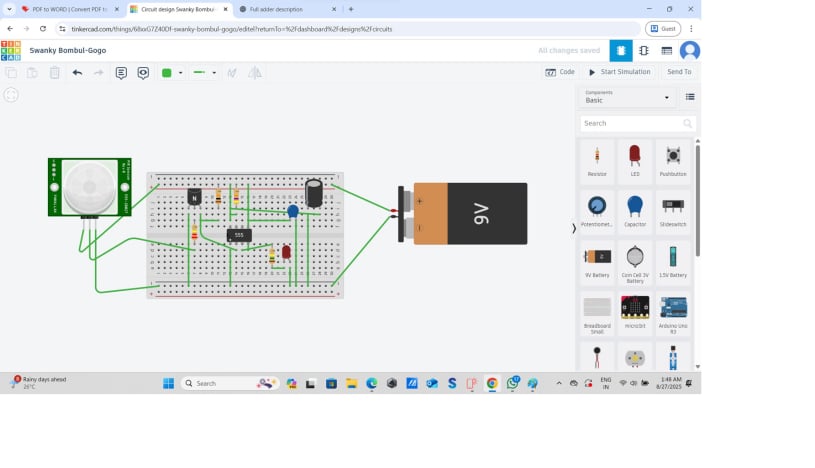 PDF to WORD | Convert PDF to
Circuit design Swanky Bombul-
Full adder description
tinkercad.com/things/6BixG7Z40Df-swanky-bombul-gogo/editel?returnTo=%2Fdashboard%2Fdesigns%2Fcircuits
Guest
TIN
KER
CAD
Swanky Bombul-Gogo
All changes saved
Code
Start Simulation
Send To
Components
Basic
Search
Resistor
LED
Pushbutton
Potentiomet...
Capacitor
Slideswitch
9V Battery
Coin Cell 3V Battery
1.5V Battery
Breadboard Small
micro:bit
Arduino Uno R3
N
555
+
-
9V
Rainy days ahead
26°C
Search
ENG
IN
1:48 AM
8/27/2025